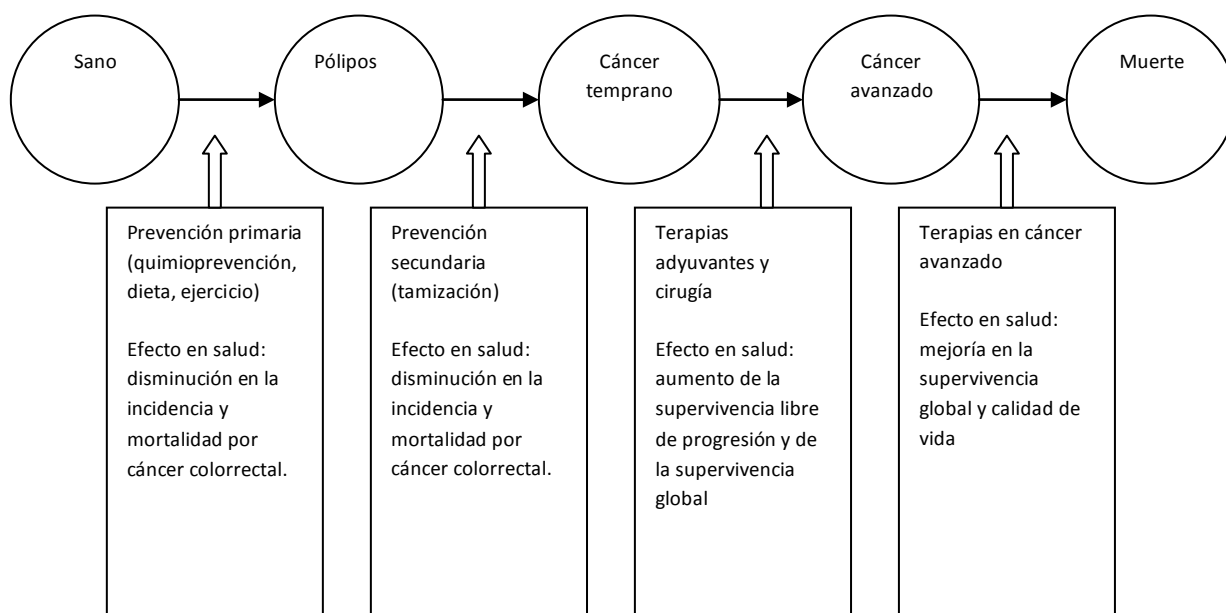 Sano
Pólipos
Cáncer
temprano
Cáncer
avanzado
Muerte
Prevención primaria
(quimioprevención,
dieta, ejercicio)
Efecto en salud:
disminución en la
incidencia y
mortalidad por
cáncer colorrectal.
Prevención
secundaria
(tamización)
Efecto en salud:
disminución en la
incidencia y
mortalidad por
cáncer colorrectal.
Terapias
adyuvantes y
cirugía
Efecto en salud:
aumento de la
supervivencia libre
de progresión y de
la supervivencia
global
Terapias en cáncer
avanzado
Efecto en salud:
mejoría en la
supervivencia
global y calidad de
vida